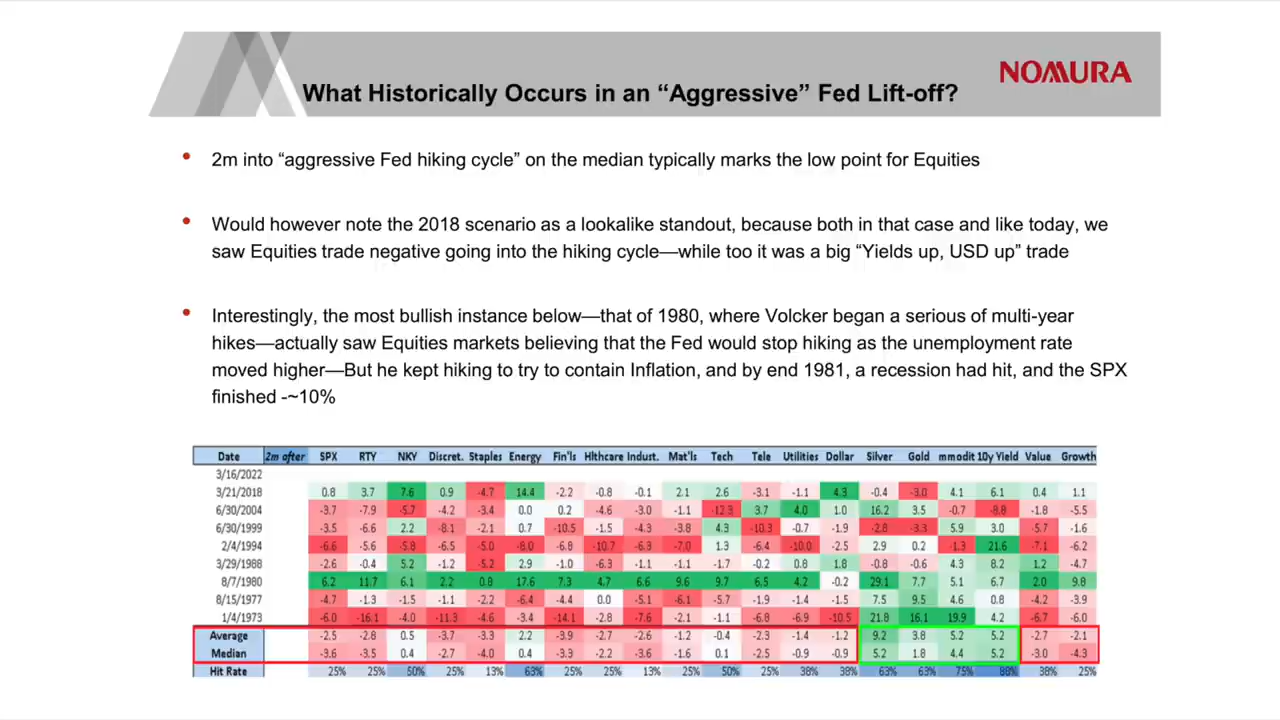 What Historically Occurs in an “Aggressive” Fed Lift-off?
NOMURA
• 2m into “aggressive Fed hiking cycle” on the median typically marks the low point for Equities
• Would however note the 2018 scenario as a lookalike standout, because both in that case and like today, we
saw Equities trade negative going into the hiking cycle—while too it was a big “Yields up, USD up” trade
• Interestingly, the most bullish instance below—that of 1980, where Volcker began a serious of multi-year
hikes—actually saw Equities markets believing that the Fed would stop hiking as the unemployment rate
moved higher—But he kept hiking to try to contain Inflation, and by end 1981, a recession had hit, and the SPX
finished -~10%
Date 2m after SPX RTY NKY Discret. Staples Energy Fin'ls Hlthcare Indust. Mat'ls Tech Tele Utilities Dollar Silver Gold mmodit 10y Yield Value Growth
3/16/2022
3/21/2018 0.8 3.7 7.6 0.9 -4.7 14.4 -2.2 -0.8 -0.1 2.1 2.6 -3.1 -1.1 4.3 -0.4 -3.0 4.1 6.1 0.4 1.1
6/30/2004 -3.7 -7.9 -5.7 -4.2 -3.4 0.0 0.2 -4.6 -3.0 -1.1 -12.3 3.7 4.0 1.0 16.2 3.5 -0.7 -8.8 -1.8 -5.5
6/30/1999 -3.5 -6.6 2.2 -8.1 -2.1 0.7 -10.5 -1.5 -4.3 -3.8 4.3 -10.3 -0.7 -1.9 -2.8 -3.3 5.9 3.0 -5.7 -1.6
2/4/1994 -6.6 -5.6 -5.8 -6.5 -5.0 -8.0 -6.8 -10.7 -6.3 -7.0 1.3 -6.4 -10.0 -2.5 2.9 0.2 -1.3 21.6 -7.1 -6.2
3/29/1988 -2.6 -0.4 5.2 -1.2 -5.2 2.9 -1.0 -6.3 -1.1 -1.1 -1.7 -0.2 0.8 1.8 -0.8 -0.6 4.3 8.2 1.2 -4.7
8/7/1980 6.2 11.7 6.1 2.2 0.8 17.6 7.3 4.7 6.6 9.6 9.7 6.5 4.2 -0.2 29.1 7.7 5.1 6.7 2.0 9.8
8/15/1977 -4.7 -1.3 -1.5 -1.1 -2.2 -6.4 -4.4 0.0 -5.1 -6.1 -5.7 -1.9 -1.4 -1.5 7.5 9.5 4.6 0.8 -4.2 -3.9
1/4/1973 -6.0 -16.1 -4.0 -11.3 -4.6 -3.4 -14.1 -2.8 -7.6 -2.1 -3.6 -1.1 -6.8 -6.9 -10.5 21.8 16.1 19.9 4.2 -6.7 -6.0
Average -2.5 -2.8 0.5 -3.7 -3.3 2.2 -3.9 -2.7 -2.6 -1.2 -0.4 -2.3 -1.4 -1.2 9.2 3.8 5.2 5.2 -2.7 -2.1
Median -3.6 -3.5 0.4 -2.7 -4.0 0.4 -3.3 -2.2 -3.6 -1.6 0.1 -2.5 -0.9 -0.9 5.2 1.8 4.4 5.2 -3.0 -4.3
Hit Rate 25% 25% 50% 25% 13% 63% 25% 25% 13% 25% 50% 25% 38% 38% 63% 63% 75% 88% 38% 25%